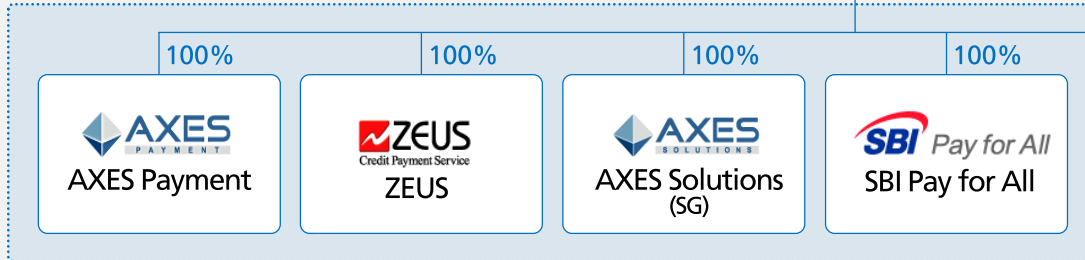 100% 100% 100% 100%
AXES
PAYMENT
AXES Payment
ZEUS
Credit Payment Service
ZEUS
AXES
SOLUTIONS
AXES Solutions
(SG)
SBI Pay for All
SBI Pay for All